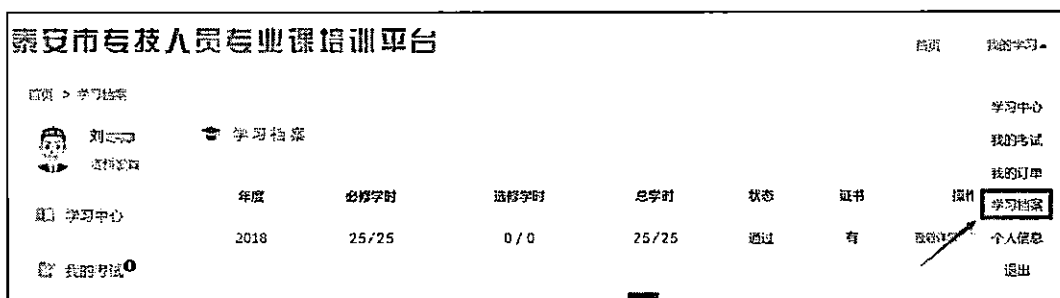 泰安市专技人员专业课培训平台
首页 我的学习
首页 > 学习档案
学习中心
刘
学习档案
我的考试
我的订单
年度 必修学时 选修学时 总学时 状态 证书 操作
学习档案
学习中心
2018 25/25 0 / 0 25/25 通过 有
个人信息
我的考试
退出